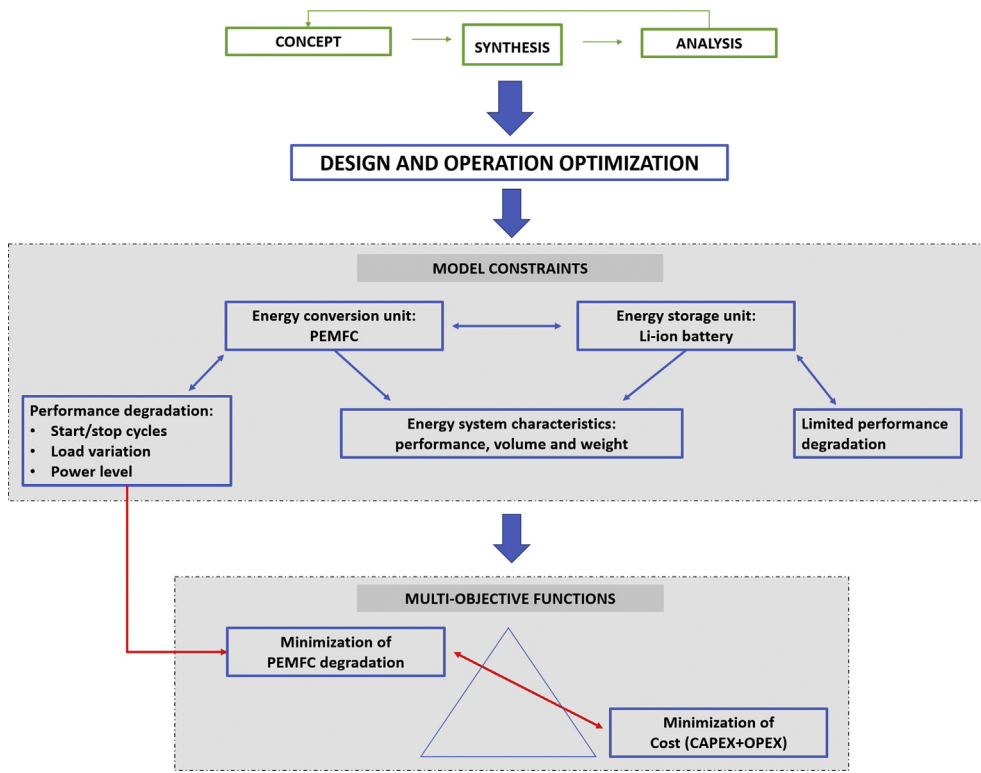 CONCEPT
SYNTHESIS
ANALYSIS
DESIGN AND OPERATION OPTIMIZATION
MODEL CONSTRAINTS
Energy conversion unit:
PEMFC
Energy storage unit:
Li-ion battery
Performance degradation:
• Start/stop cycles
• Load variation
• Power level
Energy system characteristics:
performance, volume and weight
Limited performance
degradation
MULTI-OBJECTIVE FUNCTIONS
Minimization of
PEMFC degradation
Minimization of
Cost (CAPEX+OPEX)